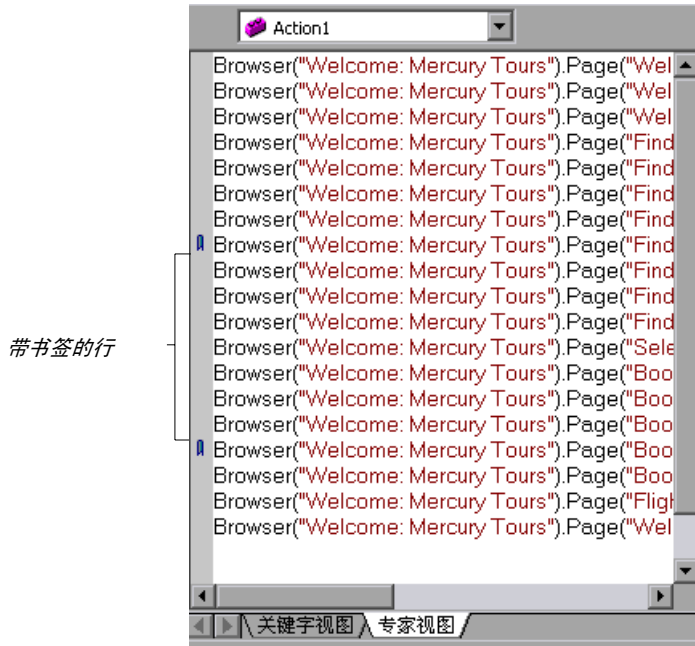 Action1
Browser("Welcome: Mercury Tours").Page("Wel
Browser("Welcome: Mercury Tours").Page("Wel
Browser("Welcome: Mercury Tours").Page("Wel
Browser("Welcome: Mercury Tours").Page("Find
Browser("Welcome: Mercury Tours").Page("Find
Browser("Welcome: Mercury Tours").Page("Find
Browser("Welcome: Mercury Tours").Page("Find
Browser("Welcome: Mercury Tours").Page("Find
Browser("Welcome: Mercury Tours").Page("Find
Browser("Welcome: Mercury Tours").Page("Find
Browser("Welcome: Mercury Tours").Page("Find
带书签的行
Browser("Welcome: Mercury Tours").Page("Sele
Browser("Welcome: Mercury Tours").Page("Boo
Browser("Welcome: Mercury Tours").Page("Boo
Browser("Welcome: Mercury Tours").Page("Boo
Browser("Welcome: Mercury Tours").Page("Boo
Browser("Welcome: Mercury Tours").Page("Boo
Browser("Welcome: Mercury Tours").Page("Fligh
Browser("Welcome: Mercury Tours").Page("Wel
关键字视图 专家视图